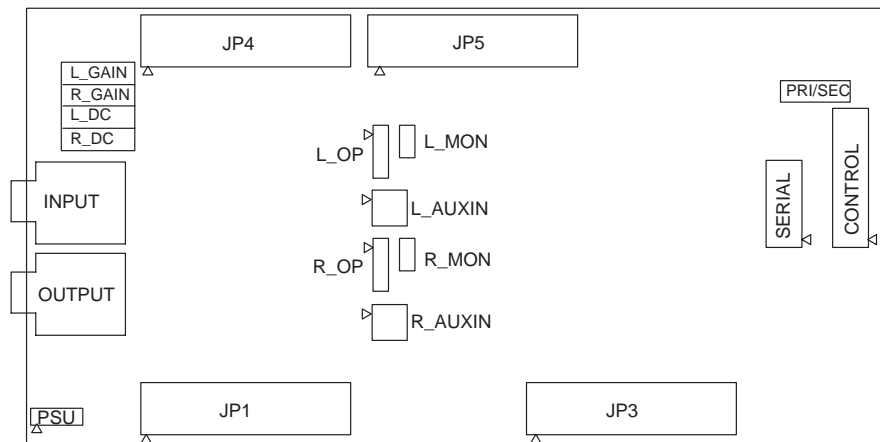 JP4
JP5
L_GAIN
R_GAIN
L_DC
R_DC
PRI/SEC
L_OP
L_MON
INPUT
L_AUXIN
SERIAL
CONTROL
R_OP
R_MON
OUTPUT
R_AUXIN
PSU
JP1
JP3